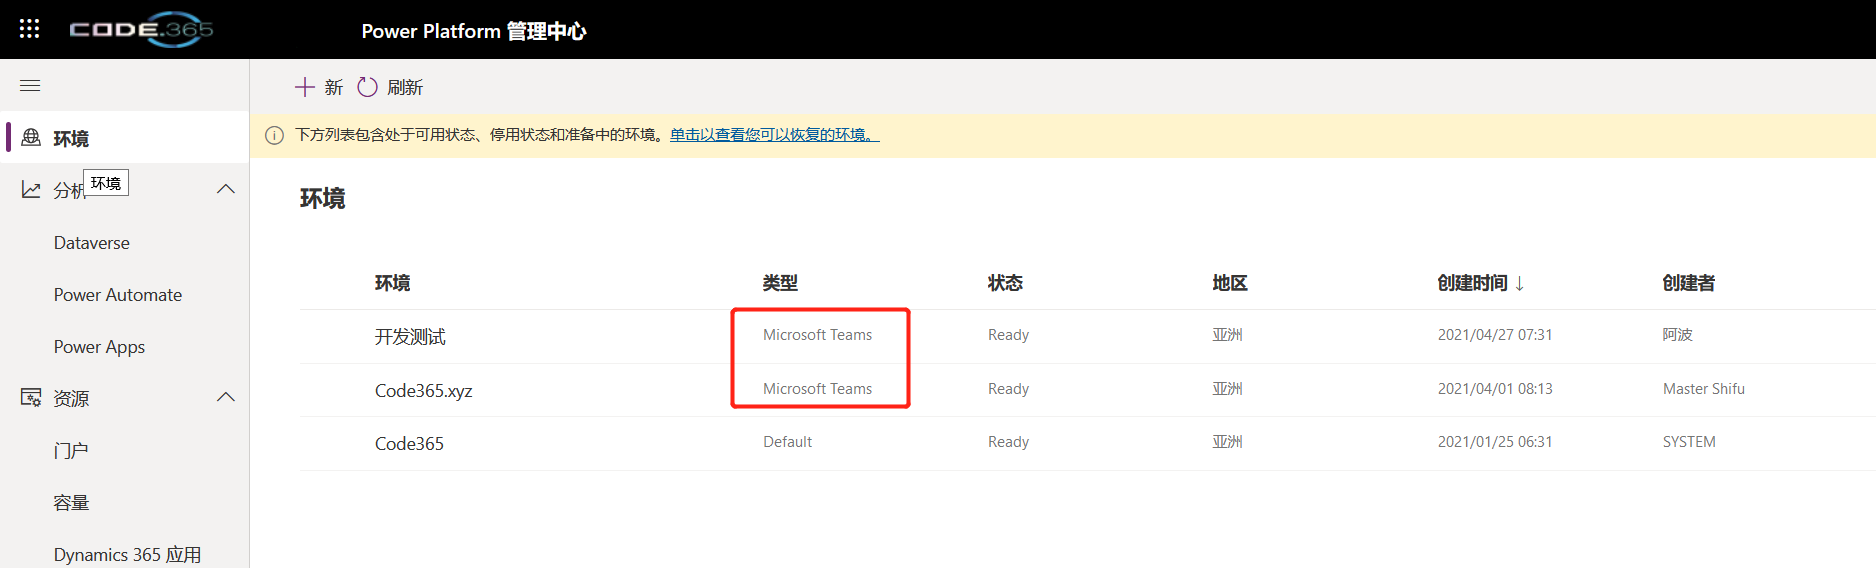 CODE.365
Power Platform 管理中心
新 刷新
下方列表包含处于可用状态、停用状态和准备中的环境。单击以查看您可以恢复的环境。
环境
分析
环境
Dataverse
Power Automate
Power Apps
资源
门户
容量
Dynamics 365 应用
环境
环境 类型 状态 地区 创建时间 ↓ 创建者
开发测试 Microsoft Teams Ready 亚洲 2021/04/27 07:31 阿波
Code365.xyz Microsoft Teams Ready 亚洲 2021/04/01 08:13 Master Shifu
Code365 Default Ready 亚洲 2021/01/25 06:31 SYSTEM